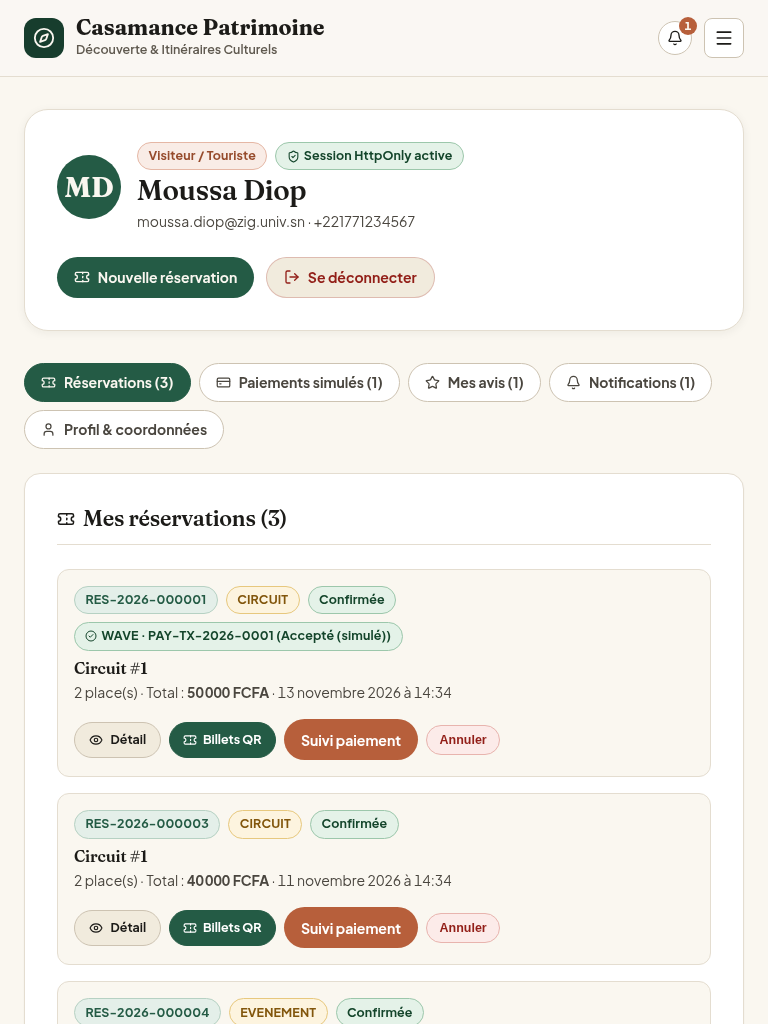 Casamance Patrimoine
Découverte & Itinéraires Culturels
1
Visiteur / Touriste
Session HttpOnly active
MD
Moussa Diop
moussa.diop@zig.univ.sn · +221771234567
Nouvelle réservation
Se déconnecter
Réservations (3)
Paiements simulés (1)
Mes avis (1)
Notifications (1)
Profil & coordonnées
Mes réservations (3)
RES-2026-000001
CIRCUIT
Confirmée
WAVE · PAY-TX-2026-0001 (Accepté (simulé))
Circuit #1
2 place(s) · Total : 50 000 FCFA · 13 novembre 2026 à 14:34
Détail
Billets QR
Suivi paiement
Annuler
RES-2026-000003
CIRCUIT
Confirmée
Circuit #1
2 place(s) · Total : 40 000 FCFA · 11 novembre 2026 à 14:34
Détail
Billets QR
Suivi paiement
Annuler
RES-2026-000004
EVENEMENT
Confirmée